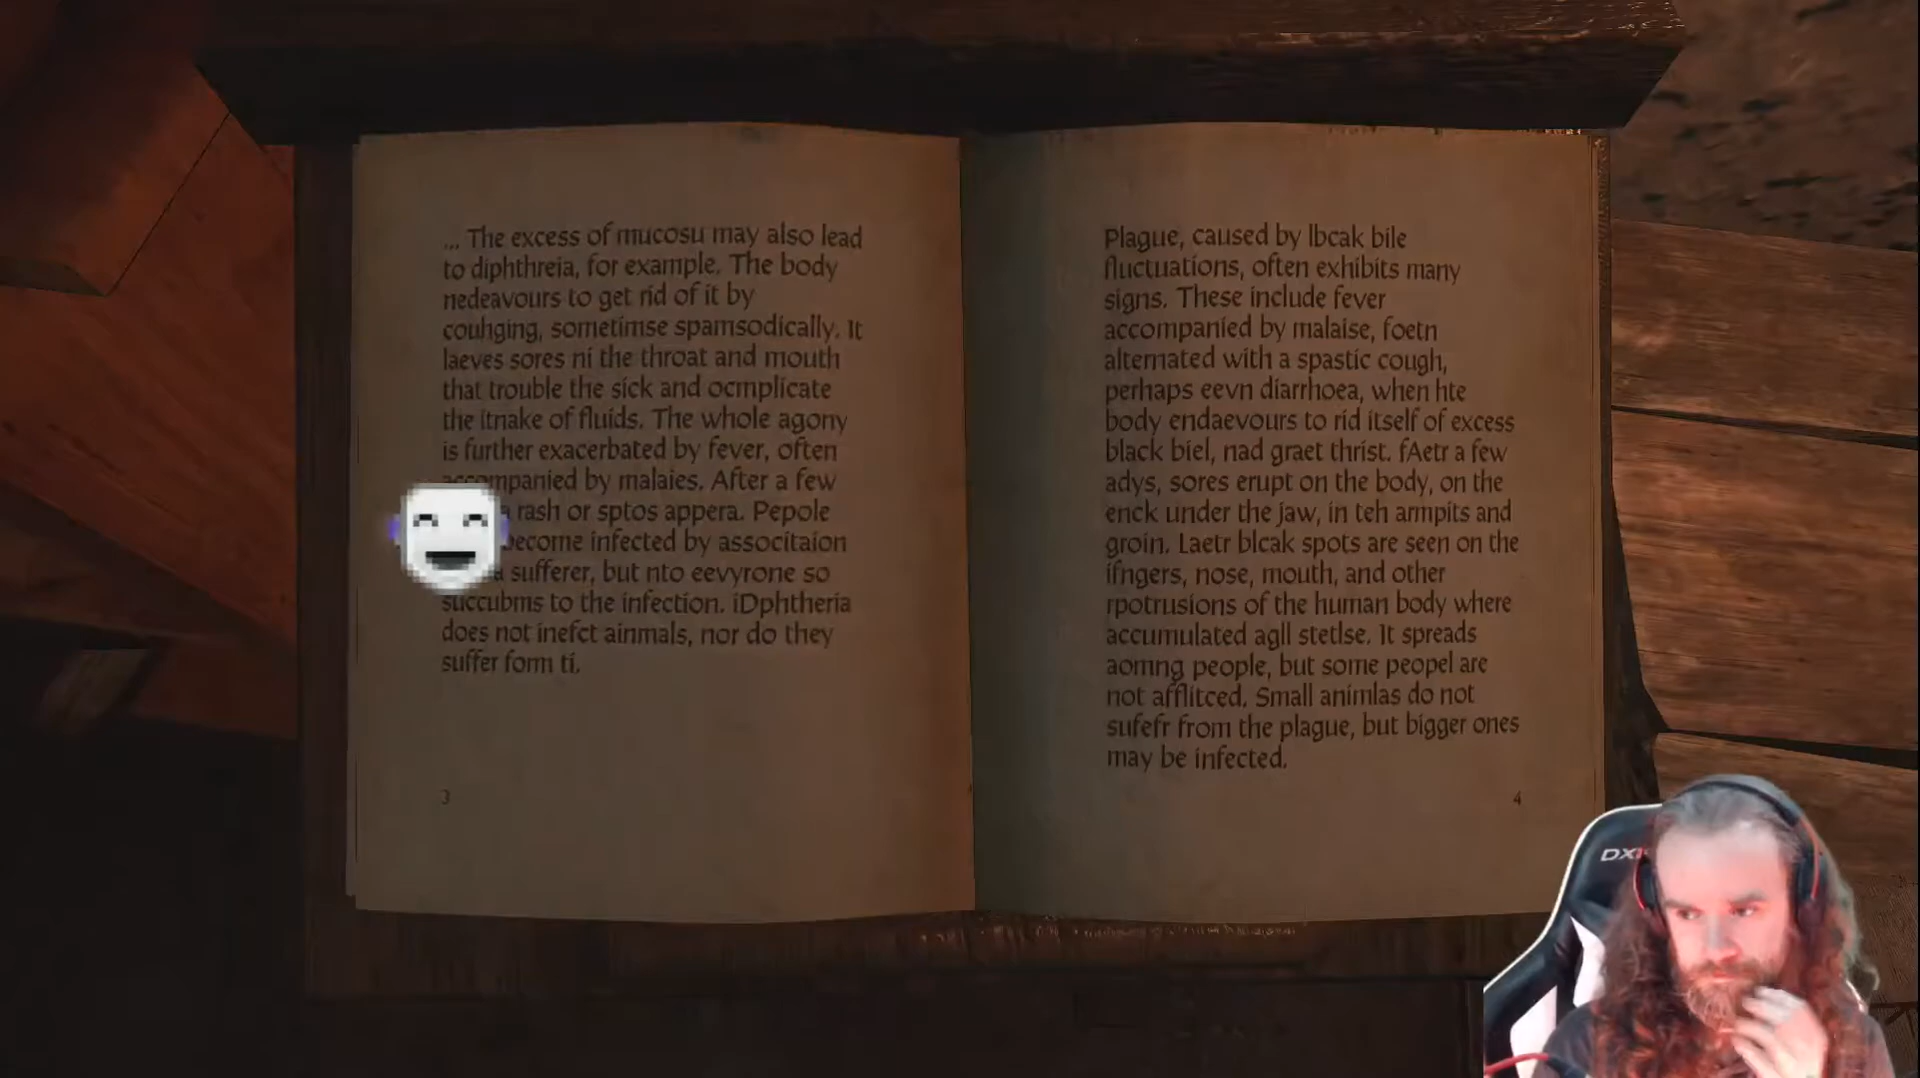 ... The excess of mucosu may also lead
to diphthreia, for example. The body
nedeavours to get rid of it by
couhging, sometimse spamsodically. It
laeves sores ni the throat and mouth
that trouble the sick and ocmplicate
the itnake of fluids. The whole agony
is further exacerbated by fever, often
accompanied by malaies. After a few
rash or sptos appera. Pepole
become infected by associtaion
a sufferer, but nto eevyrone so
succubms to the infection. iDphtheria
does not inefct ainmals, nor do they
suffer form ti.
3
Plague, caused by lbcak bile
fluctuations, often exhibits many
signs. These include fever
accompanied by malaise, foetn
alternated with a spastic cough,
perhaps eevn diarrhoea, when hte
body endaevours to rid itself of excess
black biel, nad graet thrist. fAetr a few
adys, sores erupt on the body, on the
enck under the jaw, in teh armpits and
groin. Laetr blcak spots are seen on the
ifngers, nose, mouth, and other
rpotrusions of the human body where
accumulated agll stetlse. It spreads
aomng people, but some peopel are
not afflitced. Small animlas do not
sufefr from the plague, but bigger ones
may be infected.
4